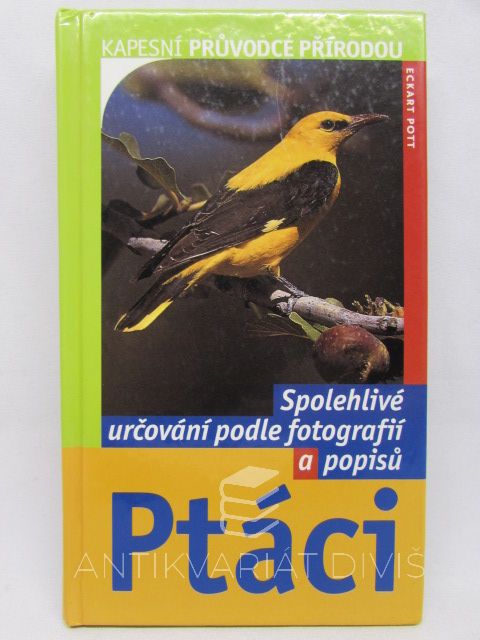 KAPESNÍ PRŮVODCE PŘÍRODOU
ECKART POTT
Spolehlivé
určování podle fotografií
a popisů
Ptáci
ANTIKVARIÁT DIVIŠ